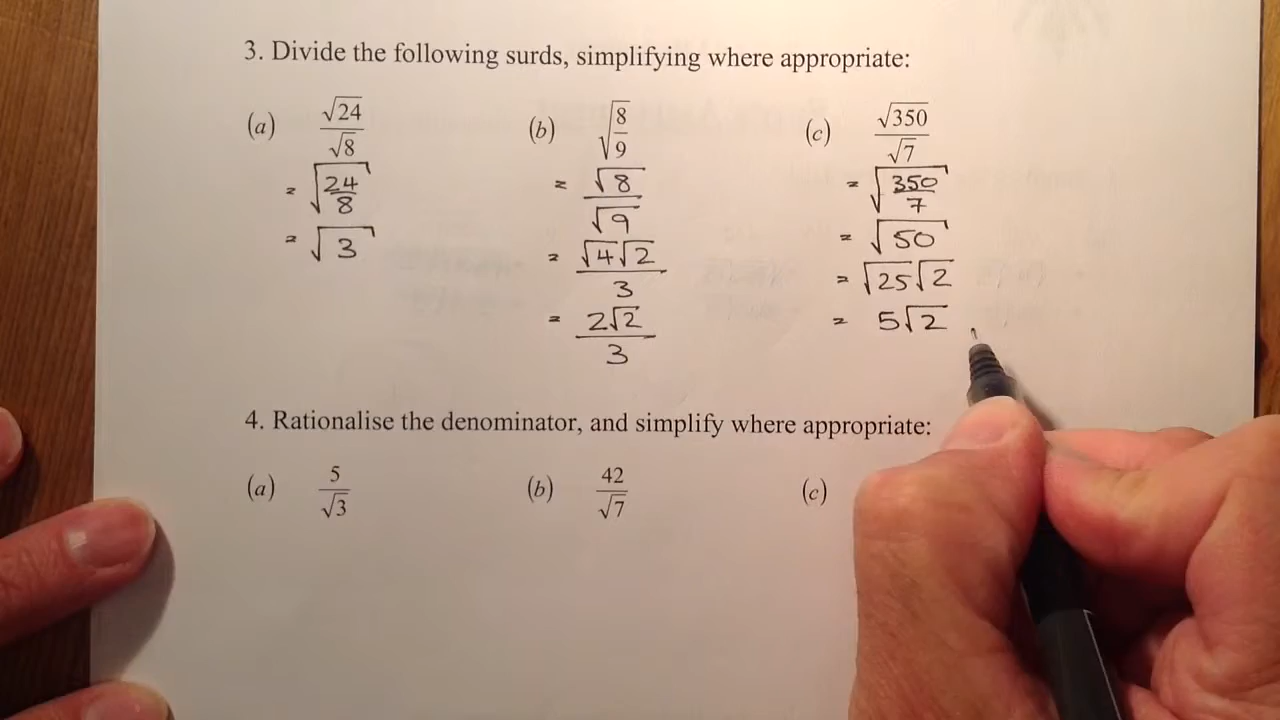 3. Divide the following surds, simplifying where appropriate:
(a) √24/√8
= √(24/8)
= √3
(b) √(8/9)
= √8/√9
= √4√2/3
= 2√2/3
(c) √350/√7
= √(350/7)
= √50
= √25√2
= 5√2
4. Rationalise the denominator, and simplify where appropriate:
(a) 5/√3
(b) 42/√7
(c)